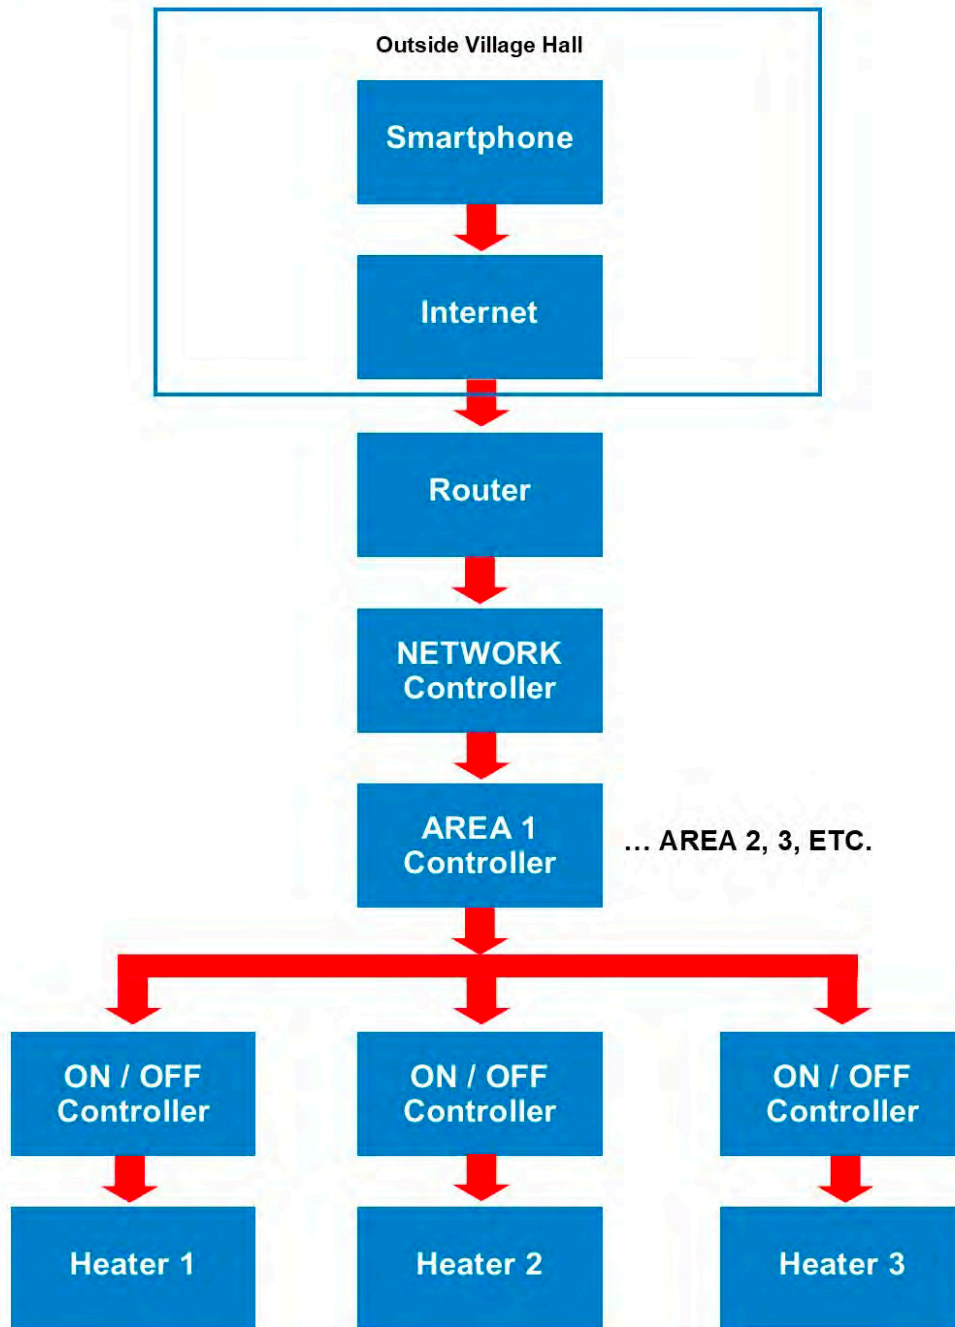 Outside Village Hall
Smartphone
Internet
Router
NETWORK
Controller
AREA 1
Controller
... AREA 2, 3, ETC.
ON / OFF
Controller
ON / OFF
Controller
ON / OFF
Controller
Heater 1
Heater 2
Heater 3